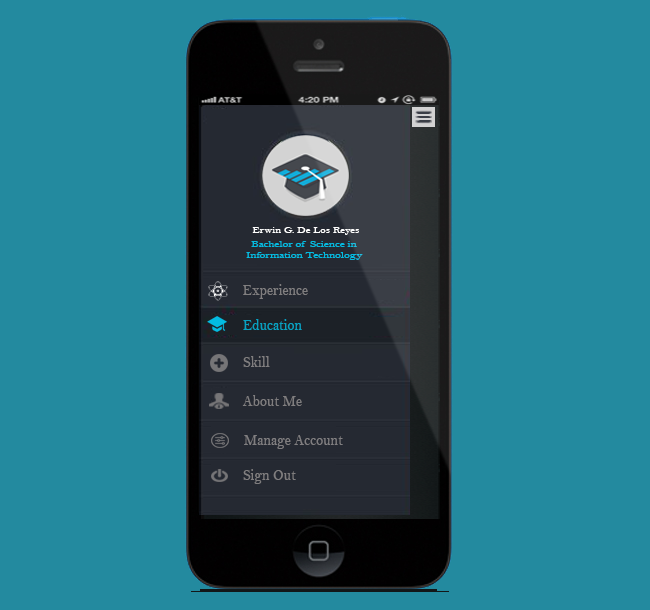 AT&T 4:20 PM
Erwin G. De Los Reyes
Bachelor of Science in
Information Technology
Experience
Education
Skill
About Me
Manage Account
Sign Out